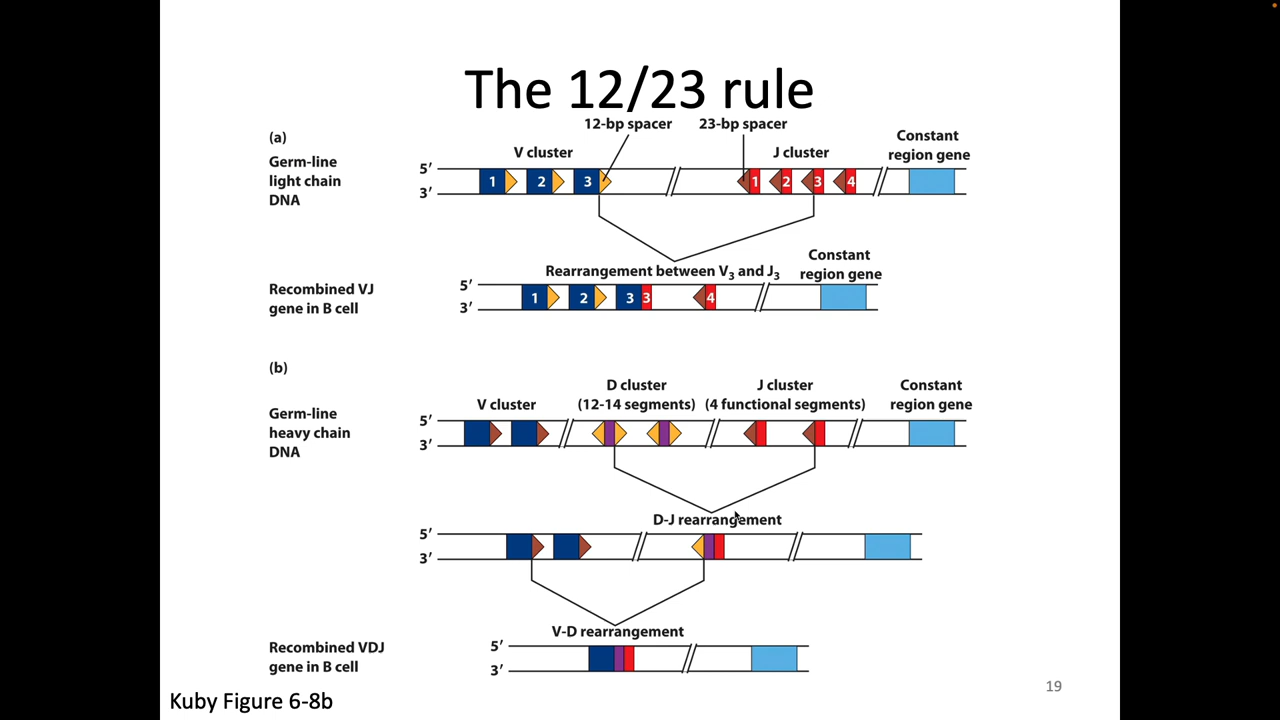 The 12/23 rule
12-bp spacer 23-bp spacer
(a)
Germ-line
light chain
DNA
V cluster
J cluster
Constant
region gene
5′
3′
1 2 3 1 2 3 4
Rearrangement between V3 and J3
Constant
region gene
Recombined VJ
gene in B cell
5′
3′
1 2 3 3 4
(b)
Germ-line
heavy chain
DNA
V cluster
D cluster
(12-14 segments)
J cluster
(4 functional segments)
Constant
region gene
5′
3′
D-J rearrangement
5′
3′
V-D rearrangement
Recombined VDJ
gene in B cell
5′
3′
Kuby Figure 6-8b
19